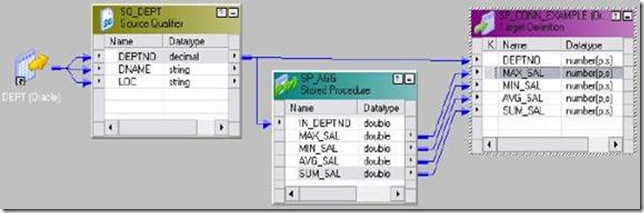 DEPT (Oracle)
SQ_DEPT
Source Qualifier
Name Datatype
DEPTNO decimal
DNAME string
LOC string
SP_AGG
Stored Procedure
Name Datatype
IN_DEPTNO double
MAX_SAL double
MIN_SAL double
AVG_SAL double
SUM_SAL double
SP_CONN_EXAMPLE (Or
Target Definition
K Name Datatype
DEPTNO number(p,s)
MAX_SAL number(p,s)
MIN_SAL number(p,s)
AVG_SAL number(p,s)
SUM_SAL number(p,s)